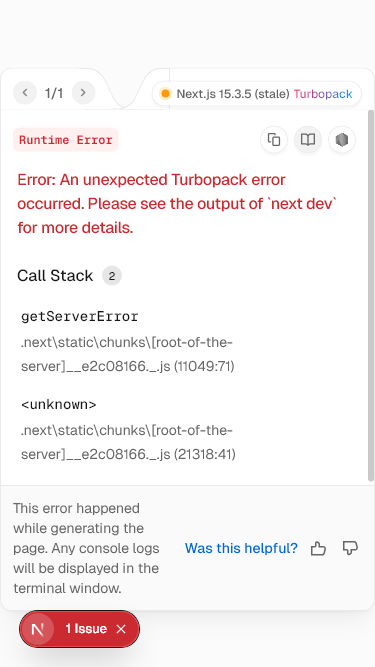 1/1
Next.js 15.3.5 (stale) Turbopack
Runtime Error
Error: An unexpected Turbopack error
occurred. Please see the output of `next dev`
for more details.
Call Stack 2
getServerError
.next\static\chunks\[root-of-the-
server]__e2c08166._.js (11049:71)
<unknown>
.next\static\chunks\[root-of-the-
server]__e2c08166._.js (21318:41)
This error happened
while generating the
page. Any console logs
will be displayed in the
terminal window.
Was this helpful?
N 1 Issue